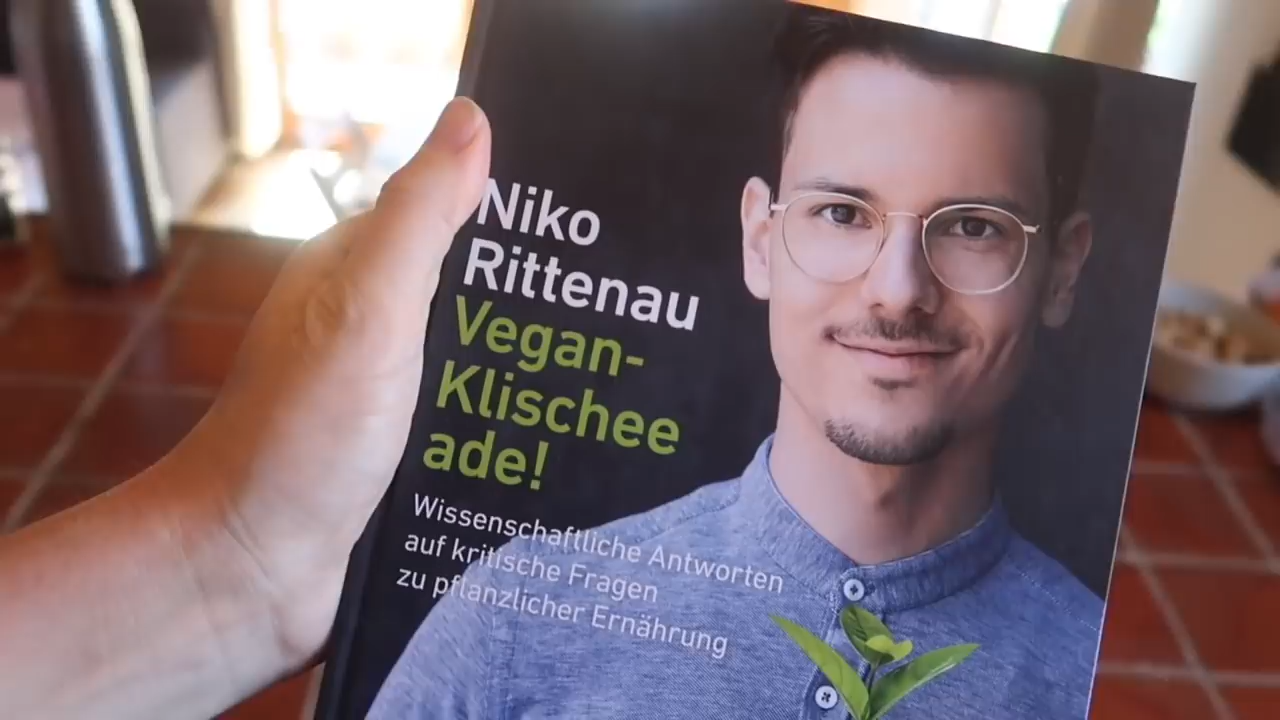 Niko
Rittenau
Vegan-
Klischee
ade!
Wissenschaftliche Antworten
auf kritische Fragen
zu pflanzlicher Ernährung